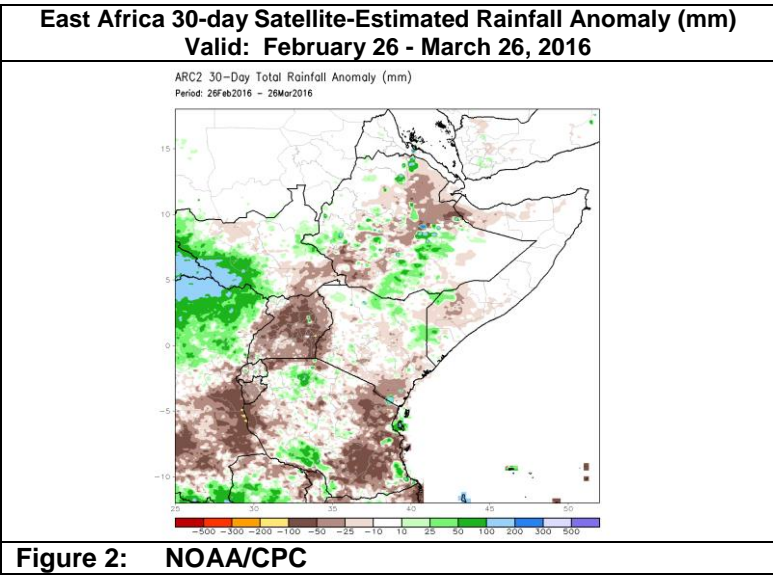 East Africa 30-day Satellite-Estimated Rainfall Anomaly (mm)
Valid: February 26 - March 26, 2016
ARC2 30-Day Total Rainfall Anomaly (mm)
Period: 26Feb2016 - 26Mar2016
15
10
5
0
-5
-10
25 30 35 40 45 50
-500 -300 -200 -100 -50 -25 -10 10 25 50 100 200 300 500
Figure 2: NOAA/CPC